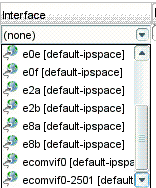 Interface
(none)
e0e [default-ipspace]
e0f [default-ipspace]
e2a [default-ipspace]
e2b [default-ipspace]
e8a [default-ipspace]
e8b [default-ipspace]
ecomvif0 [default-ipspa
ecomvif0-2501 [default-